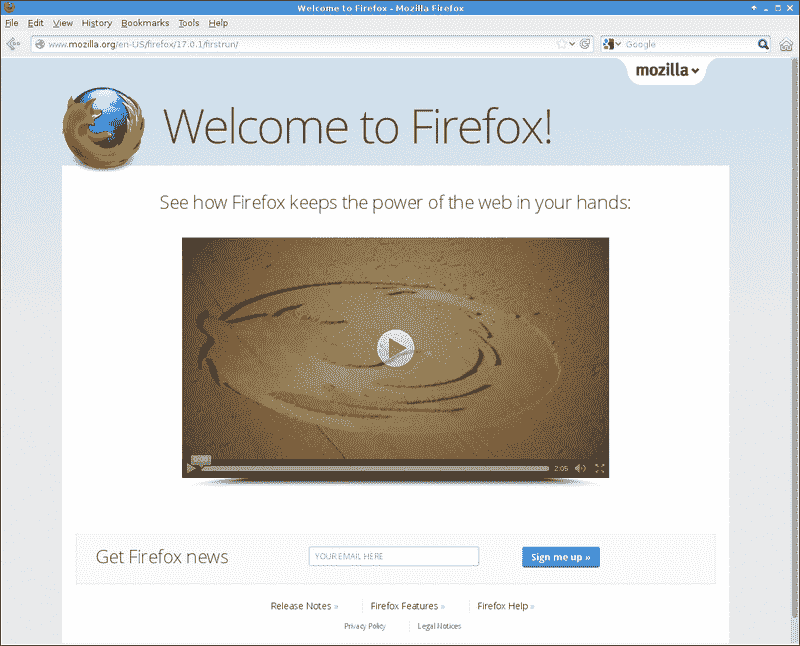 Welcome to Firefox - Mozilla Firefox
File Edit View History Bookmarks Tools Help
www.mozilla.org/en-US/firefox/17.0.1/firstrun/ Google
mozilla
Welcome to Firefox!
See how Firefox keeps the power of the web in your hands:
0:00
2:05
Get Firefox news YOUR EMAIL HERE Sign me up »
Release Notes » Firefox Features » Firefox Help »
Privacy Policy Legal Notices